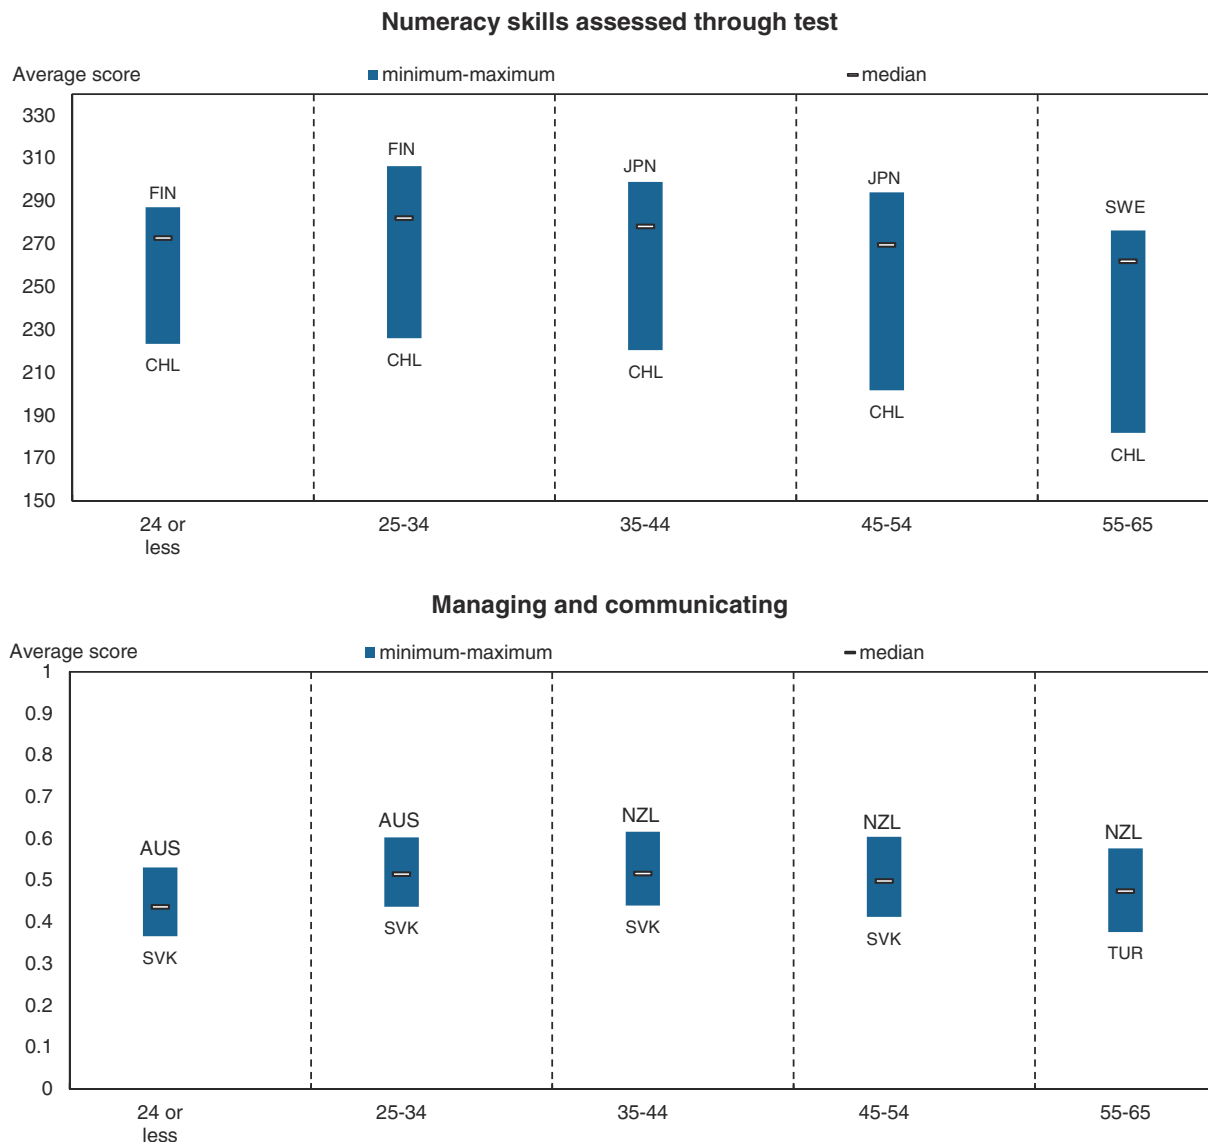 Numeracy skills assessed through test
Average score minimum-maximum median
330
310
290
270
250
230
210
190
170
150
FIN
CHL
FIN
CHL
JPN
CHL
JPN
CHL
SWE
CHL
24 or
less
25-34
35-44
45-54
55-65
Managing and communicating
Average score minimum-maximum median
1
0.9
0.8
0.7
0.6
0.5
0.4
0.3
0.2
0.1
0
AUS
SVK
AUS
SVK
NZL
SVK
NZL
SVK
NZL
TUR
24 or
less
25-34
35-44
45-54
55-65